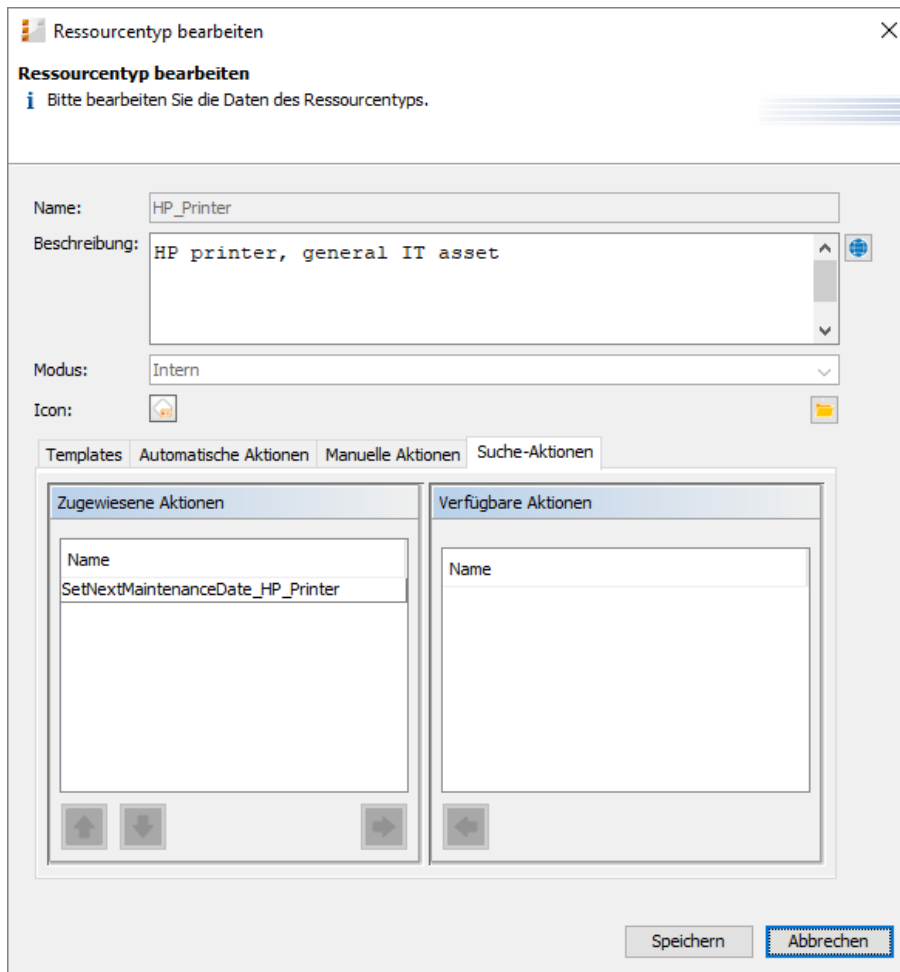 Ressourcentyp bearbeiten
Ressourcentyp bearbeiten
Bitte bearbeiten Sie die Daten des Ressourcentyps.
Name: HP_Printer
Beschreibung: HP printer, general IT asset
Modus: Intern
Icon:
Templates Automatische Aktionen Manuelle Aktionen Suche-Aktionen
Zugewiesene Aktionen
Name
SetNextMaintenanceDate_HP_Printer
Verfügbare Aktionen
Name
Speichern Abbrechen